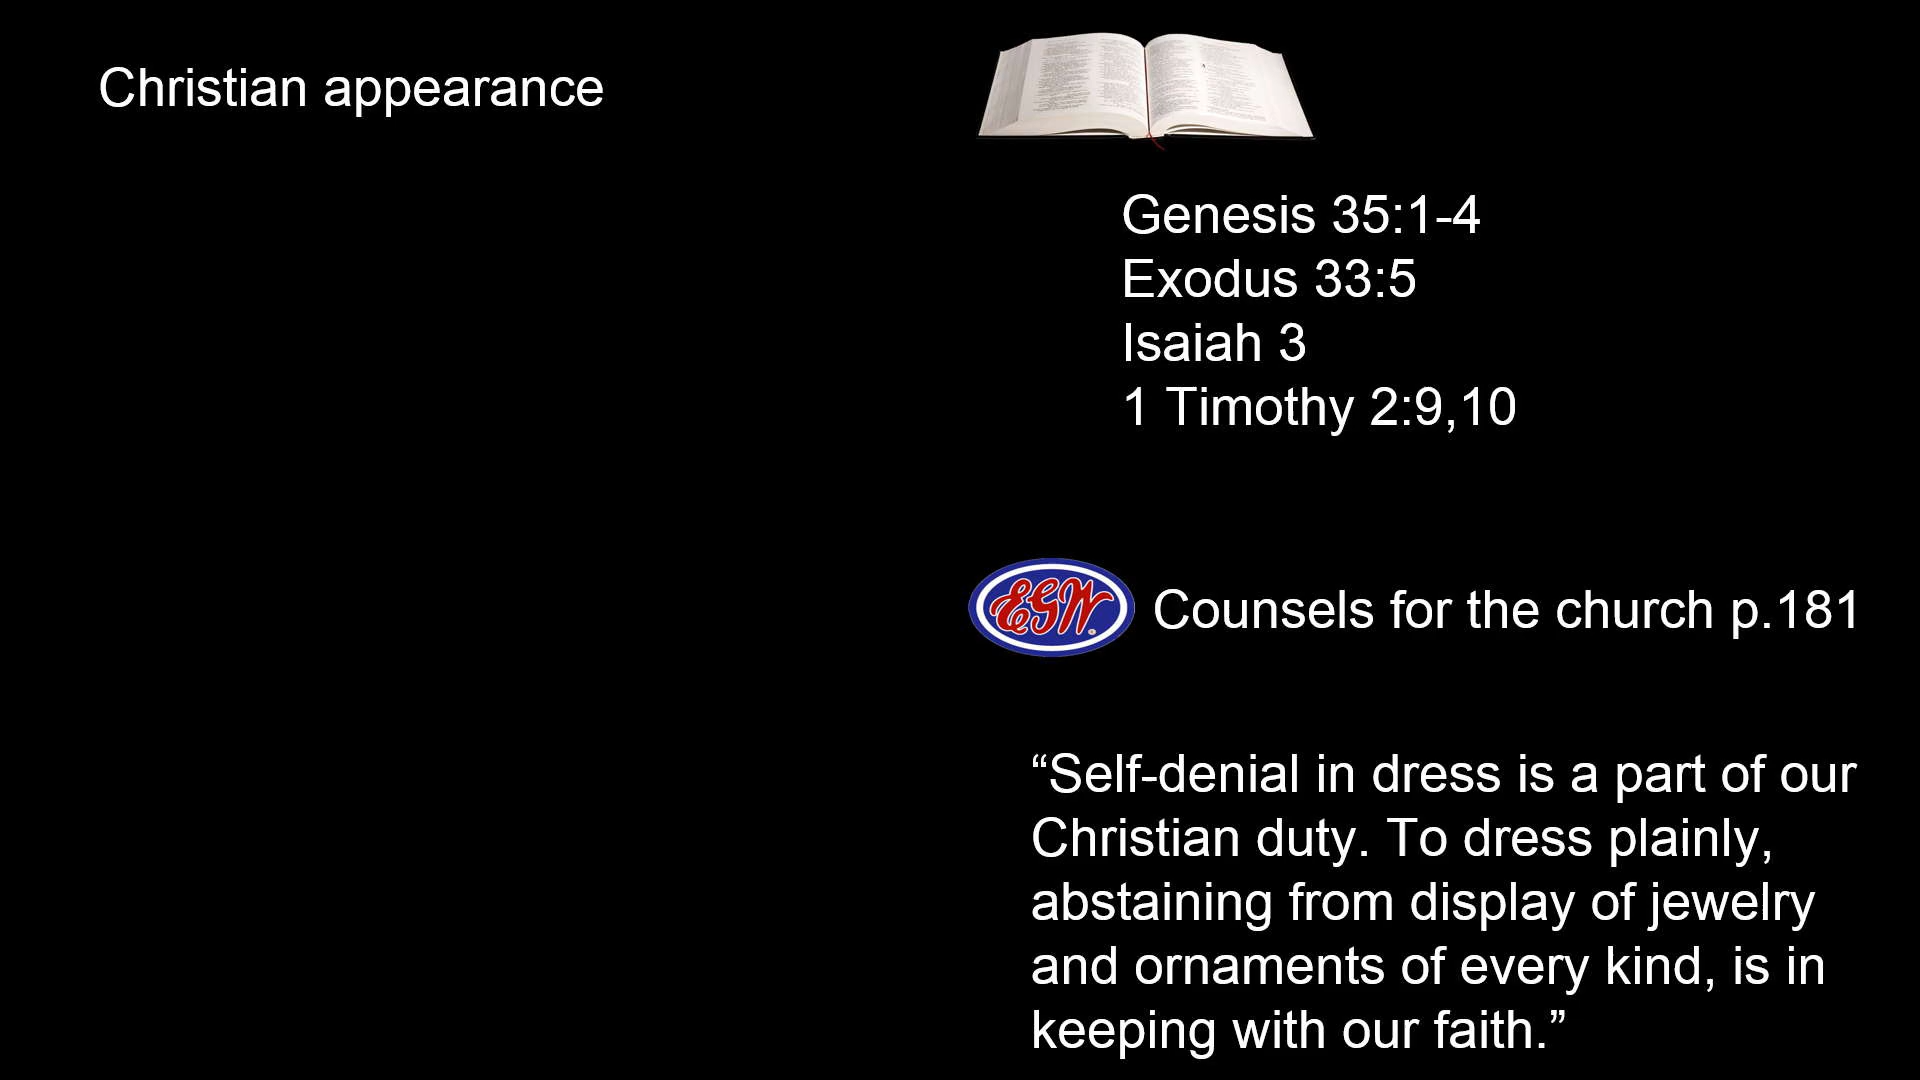 Christian appearance
Genesis 35:1-4
Exodus 33:5
Isaiah 3
1 Timothy 2:9,10
EGW
Counsels for the church p.181
“Self-denial in dress is a part of our
Christian duty. To dress plainly,
abstaining from display of jewelry
and ornaments of every kind, is in
keeping with our faith.”